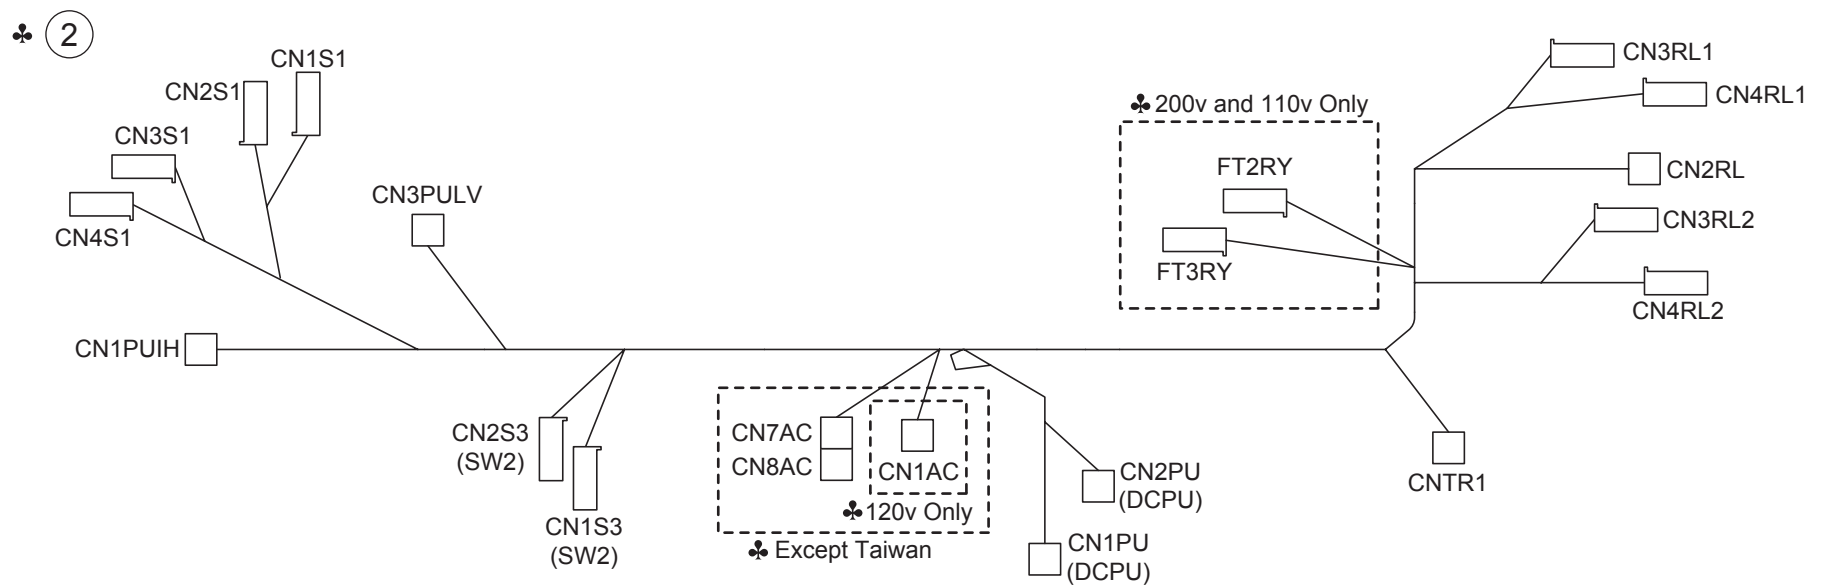 ♣ 2
CN1S1
CN2S1
CN3S1
CN4S1
CN3PULV
CN1PUIH
CN2S3
(SW2)
CN1S3
(SW2)
CN7AC
CN8AC
CN1AC
♣120v Only
♣ Except Taiwan
CN2PU
(DCPU)
CN1PU
(DCPU)
♣200v and 110v Only
FT2RY
FT3RY
CN3RL1
CN4RL1
CN2RL
CN3RL2
CN4RL2
CNTR1